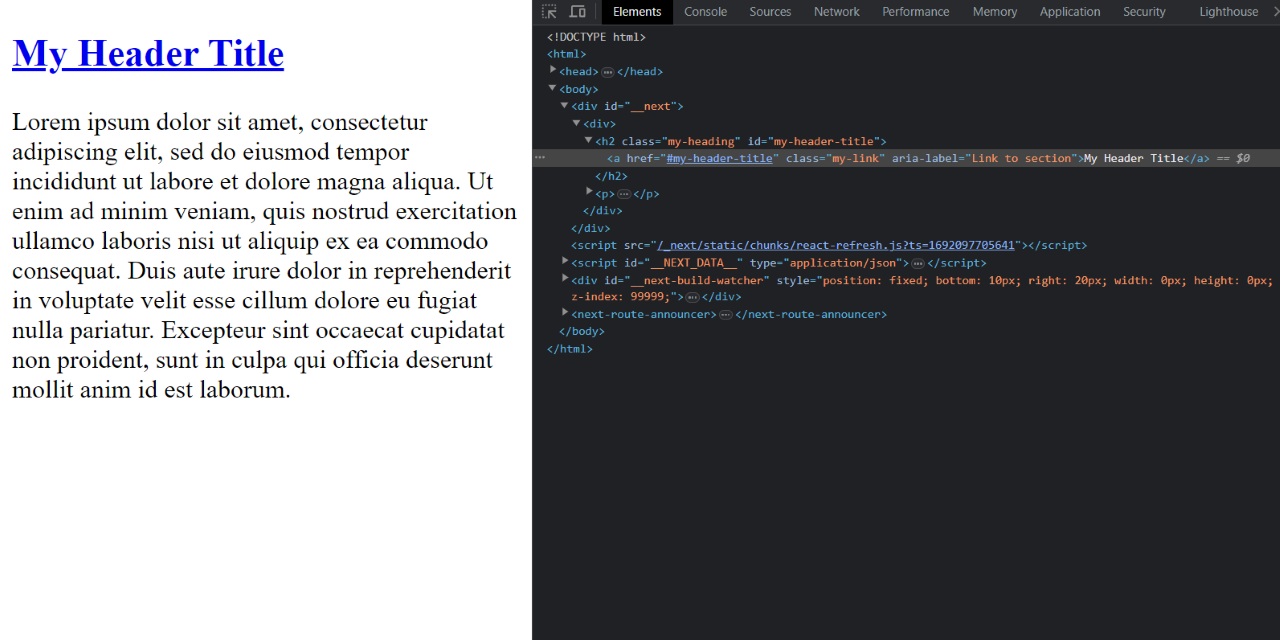 My Header Title
Lorem ipsum dolor sit amet, consectetur
adipiscing elit, sed do eiusmod tempor
incididunt ut labore et dolore magna aliqua. Ut
enim ad minim veniam, quis nostrud exercitation
ullamco laboris nisi ut aliquip ex ea commodo
consequat. Duis aute irure dolor in reprehenderit
in voluptate velit esse cillum dolore eu fugiat
nulla pariatur. Excepteur sint occaecat cupidatat
non proident, sunt in culpa qui officia deserunt
mollit anim id est laborum.
Elements Console Sources Network Performance Memory Application Security Lighthouse
<!DOCTYPE html>
<html>
<head>…</head>
<body>
<div id="__next">
<div>
<h2 class="my-heading" id="my-header-title">
<a href="#my-header-title" class="my-link" aria-label="Link to section">My Header Title</a> == $0
</h2>
<p>…</p>
</div>
</div>
<script src="/_next/static/chunks/react-refresh.js?ts=1692097705641"></script>
<script id="__NEXT_DATA__" type="application/json">…</script>
<div id="__next-build-watcher" style="position: fixed; bottom: 10px; right: 20px; width: 0px; height: 0px;
z-index: 99999;">…</div>
<next-route-announcer>…</next-route-announcer>
</body>
</html>